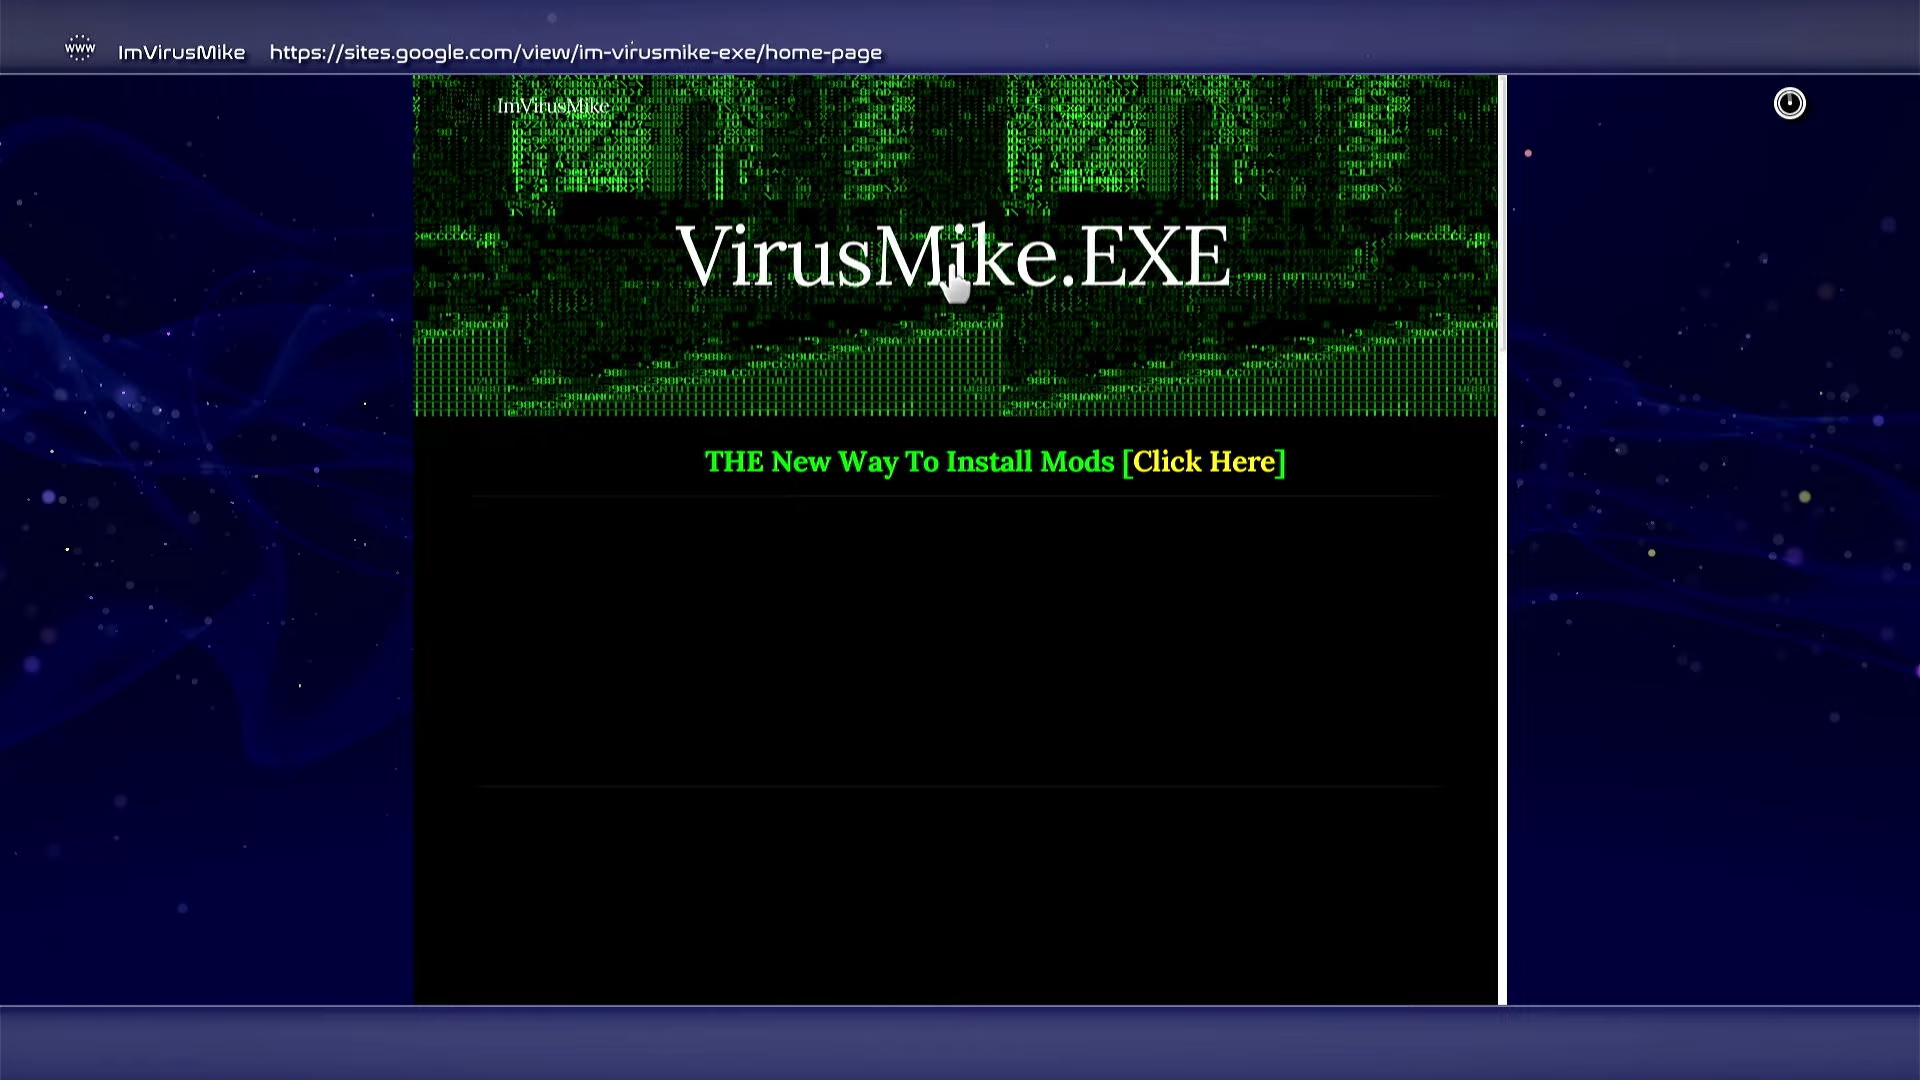 www ImVirusMike https://sites.google.com/view/im-virusmike-exe/home-page
ImVirusMike
VirusMike.EXE
THE New Way To Install Mods [Click Here]